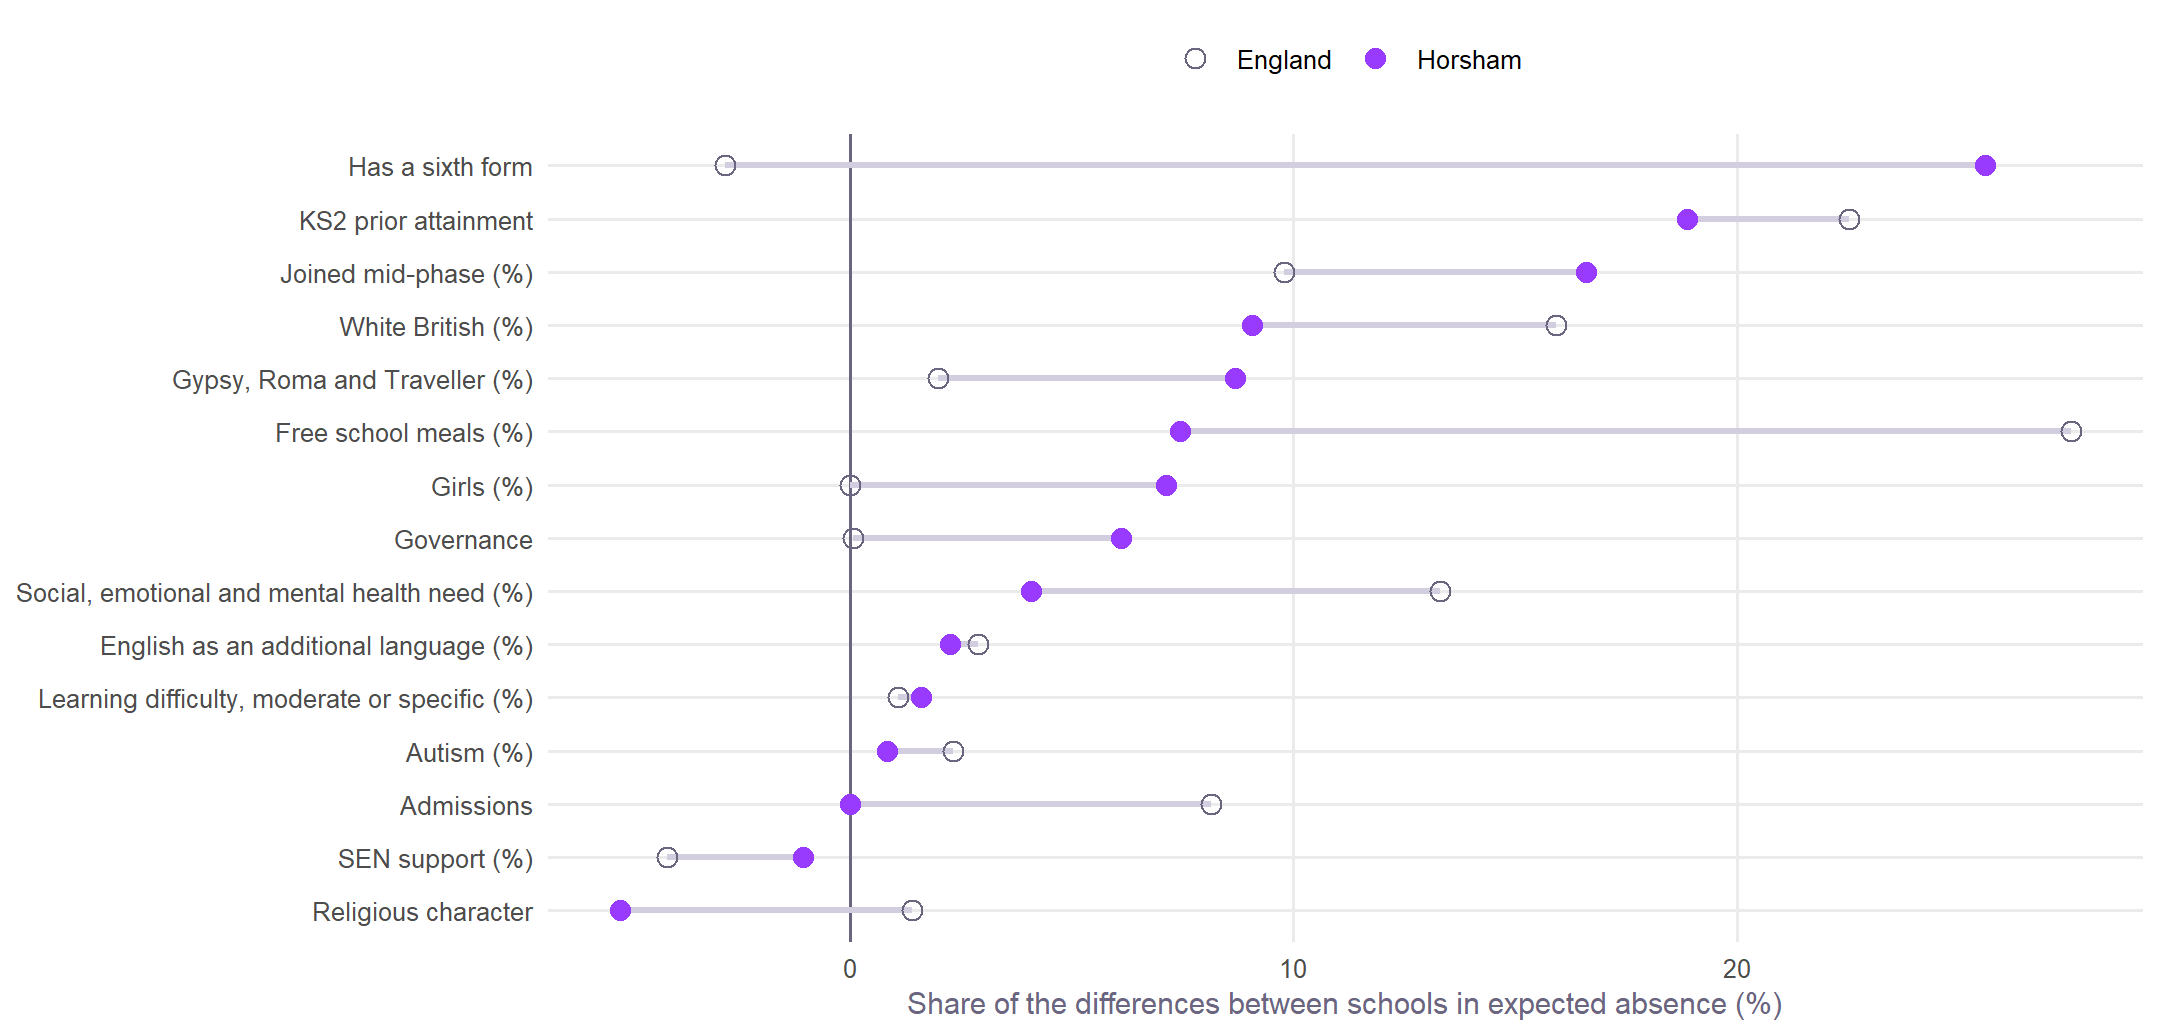 England Horsham
Has a sixth form
KS2 prior attainment
Joined mid-phase (%)
White British (%)
Gypsy, Roma and Traveller (%)
Free school meals (%)
Girls (%)
Governance
Social, emotional and mental health need (%)
English as an additional language (%)
Learning difficulty, moderate or specific (%)
Autism (%)
Admissions
SEN support (%)
Religious character
0 10 20
Share of the differences between schools in expected absence (%)